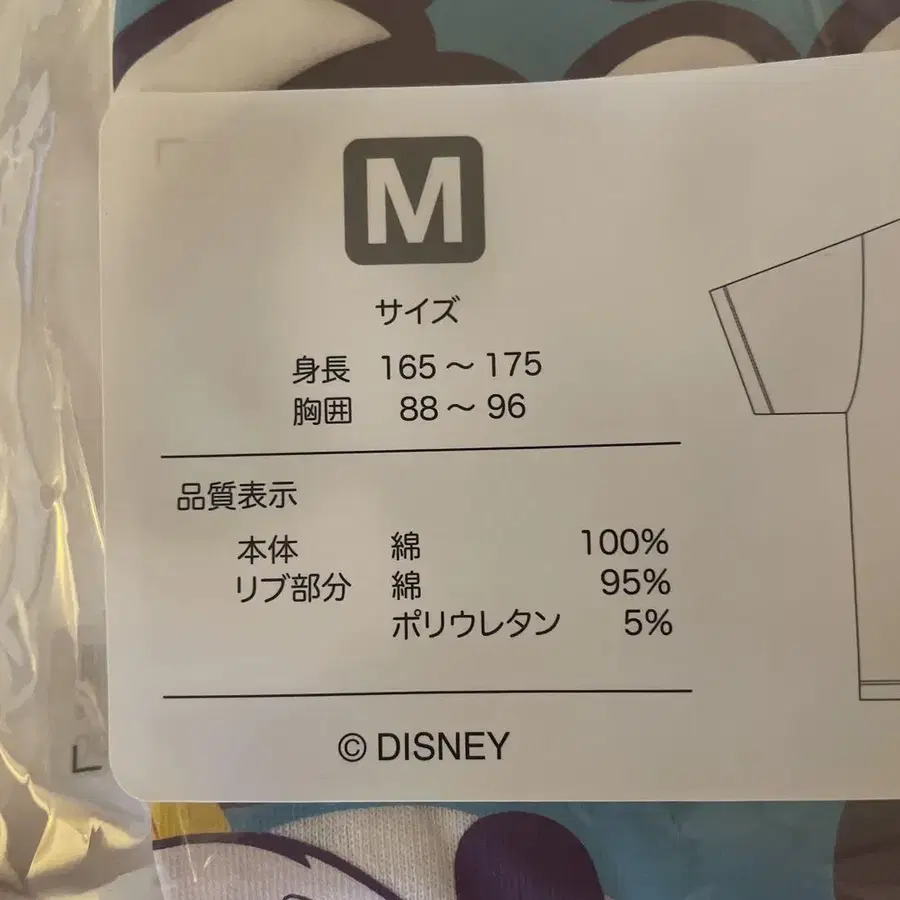 M
サイズ
身長 165～175
胸囲 88～96
品質表示
本体 綿 100%
リブ部分 綿 95%
ポリウレタン 5%
© DISNEY